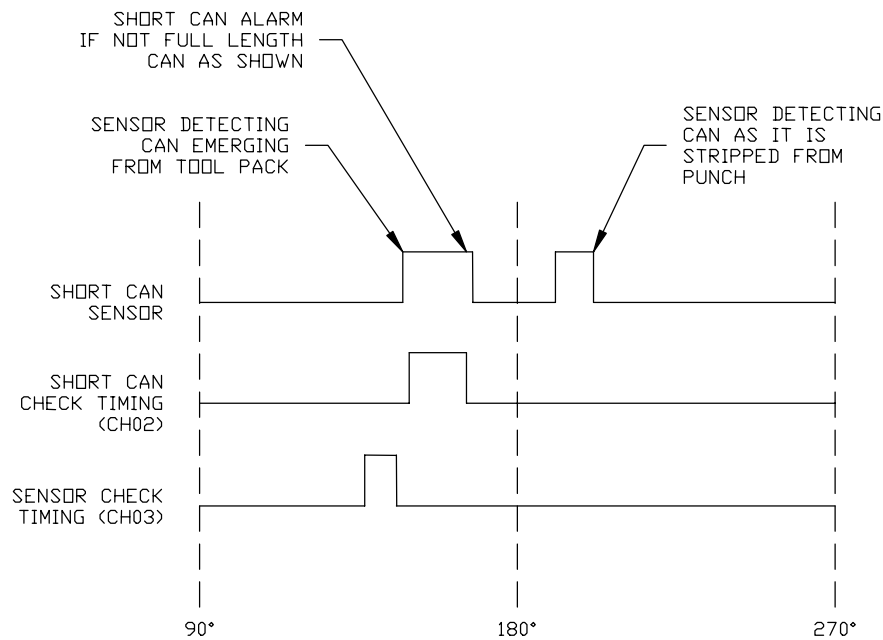 SHORT CAN ALARM
IF NOT FULL LENGTH
CAN AS SHOWN
SENSOR DETECTING
CAN EMERGING
FROM TOOL PACK
SENSOR DETECTING
CAN AS IT IS
STRIPPED FROM
PUNCH
SHORT CAN
SENSOR
SHORT CAN
CHECK TIMING
(CH02)
SENSOR CHECK
TIMING (CH03)
90°
180°
270°